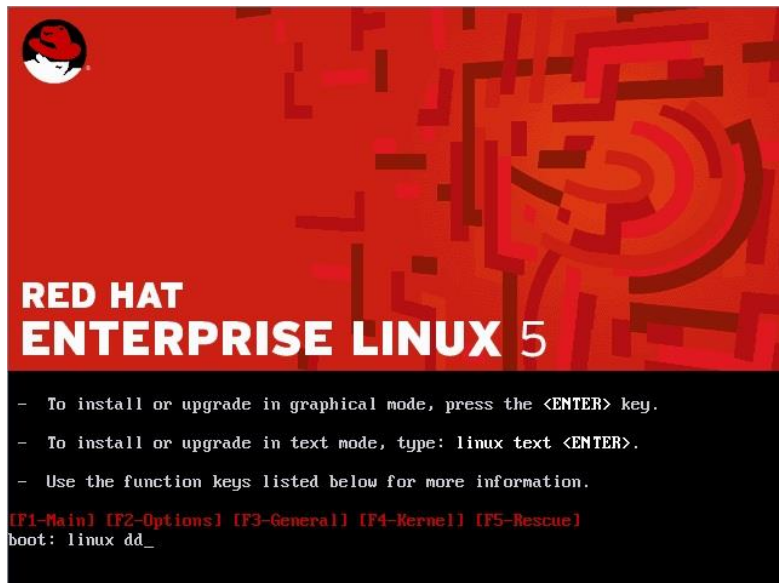 RED HAT
ENTERPRISE LINUX 5
- To install or upgrade in graphical mode, press the <ENTER> key.
- To install or upgrade in text mode, type: linux text <ENTER>.
- Use the function keys listed below for more information.
[F1-Main] [F2-Options] [F3-General] [F4-Kernel] [F5-Rescue]
boot: linux dd_